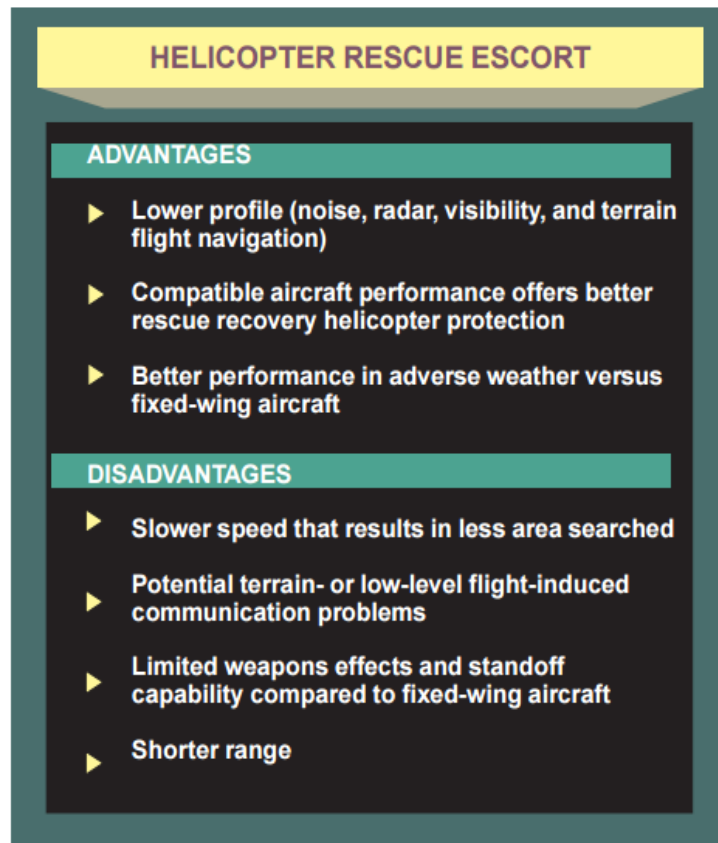 HELICOPTER RESCUE ESCORT
ADVANTAGES
Lower profile (noise, radar, visibility, and terrain
flight navigation)
Compatible aircraft performance offers better
rescue recovery helicopter protection
Better performance in adverse weather versus
fixed-wing aircraft
DISADVANTAGES
Slower speed that results in less area searched
Potential terrain- or low-level flight-induced
communication problems
Limited weapons effects and standoff
capability compared to fixed-wing aircraft
Shorter range